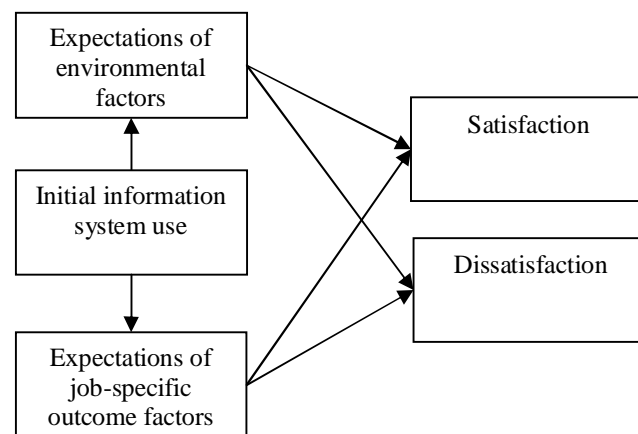 Expectations of
environmental
factors
Satisfaction
Initial information
system use
Dissatisfaction
Expectations of
job-specific
outcome factors